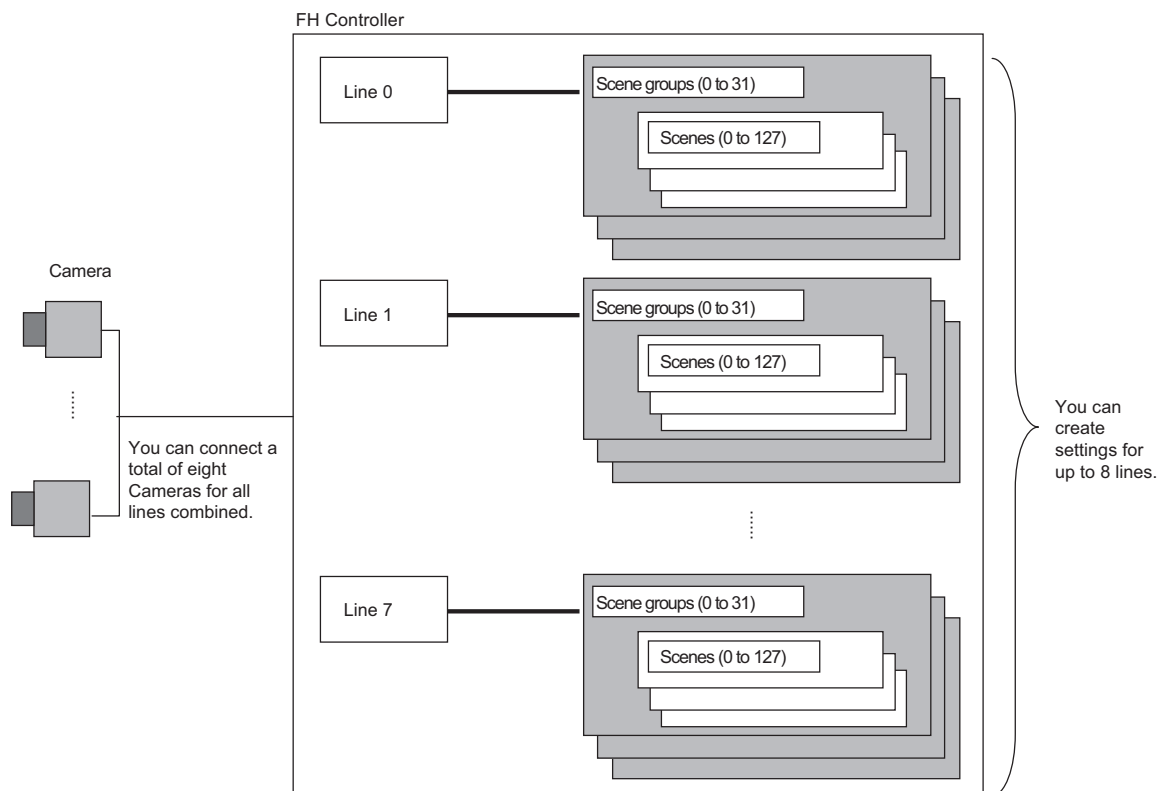 FH Controller
Line 0
Scene groups (0 to 31)
Scenes (0 to 127)
Camera
Line 1
Scene groups (0 to 31)
Scenes (0 to 127)
You can connect a
total of eight
Cameras for all
lines combined.
You can
create
settings for
up to 8 lines.
Line 7
Scene groups (0 to 31)
Scenes (0 to 127)